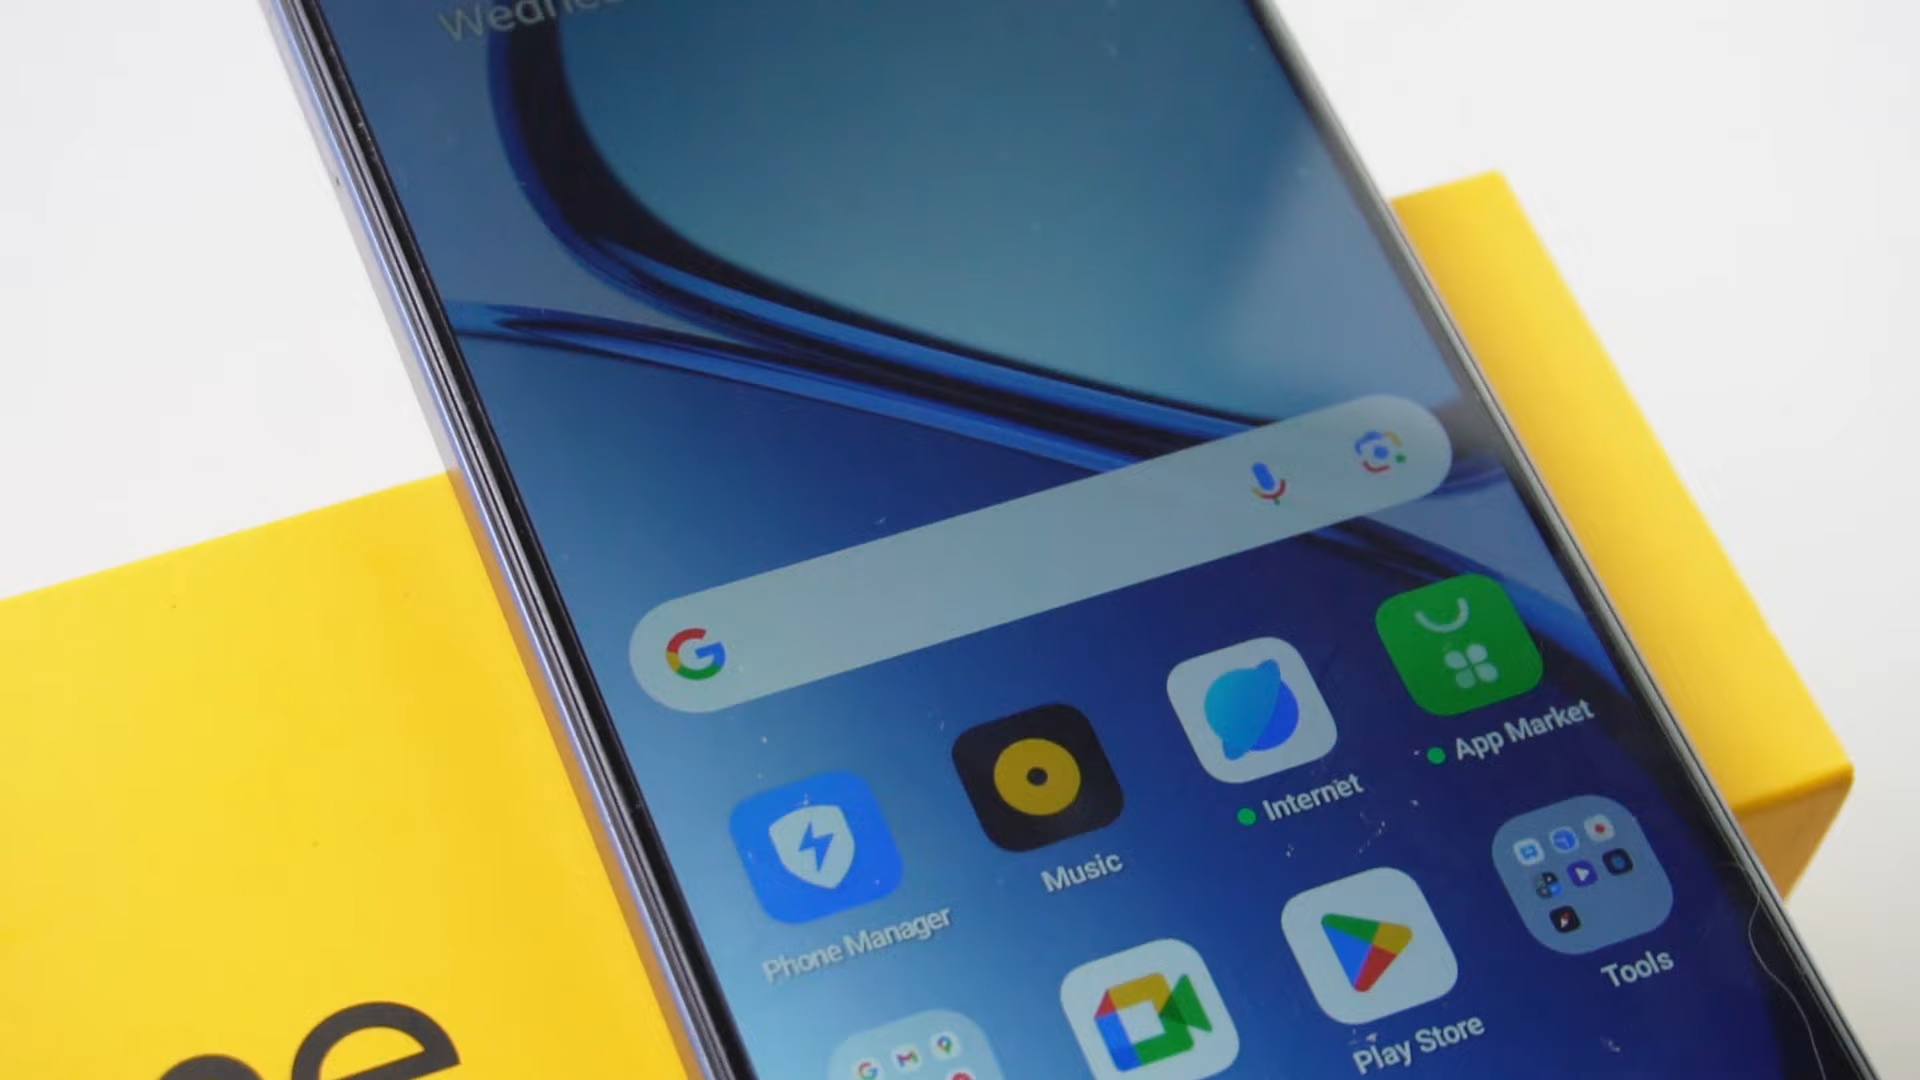 Phone Manager
Music
Internet
App Market
Play Store
Tools